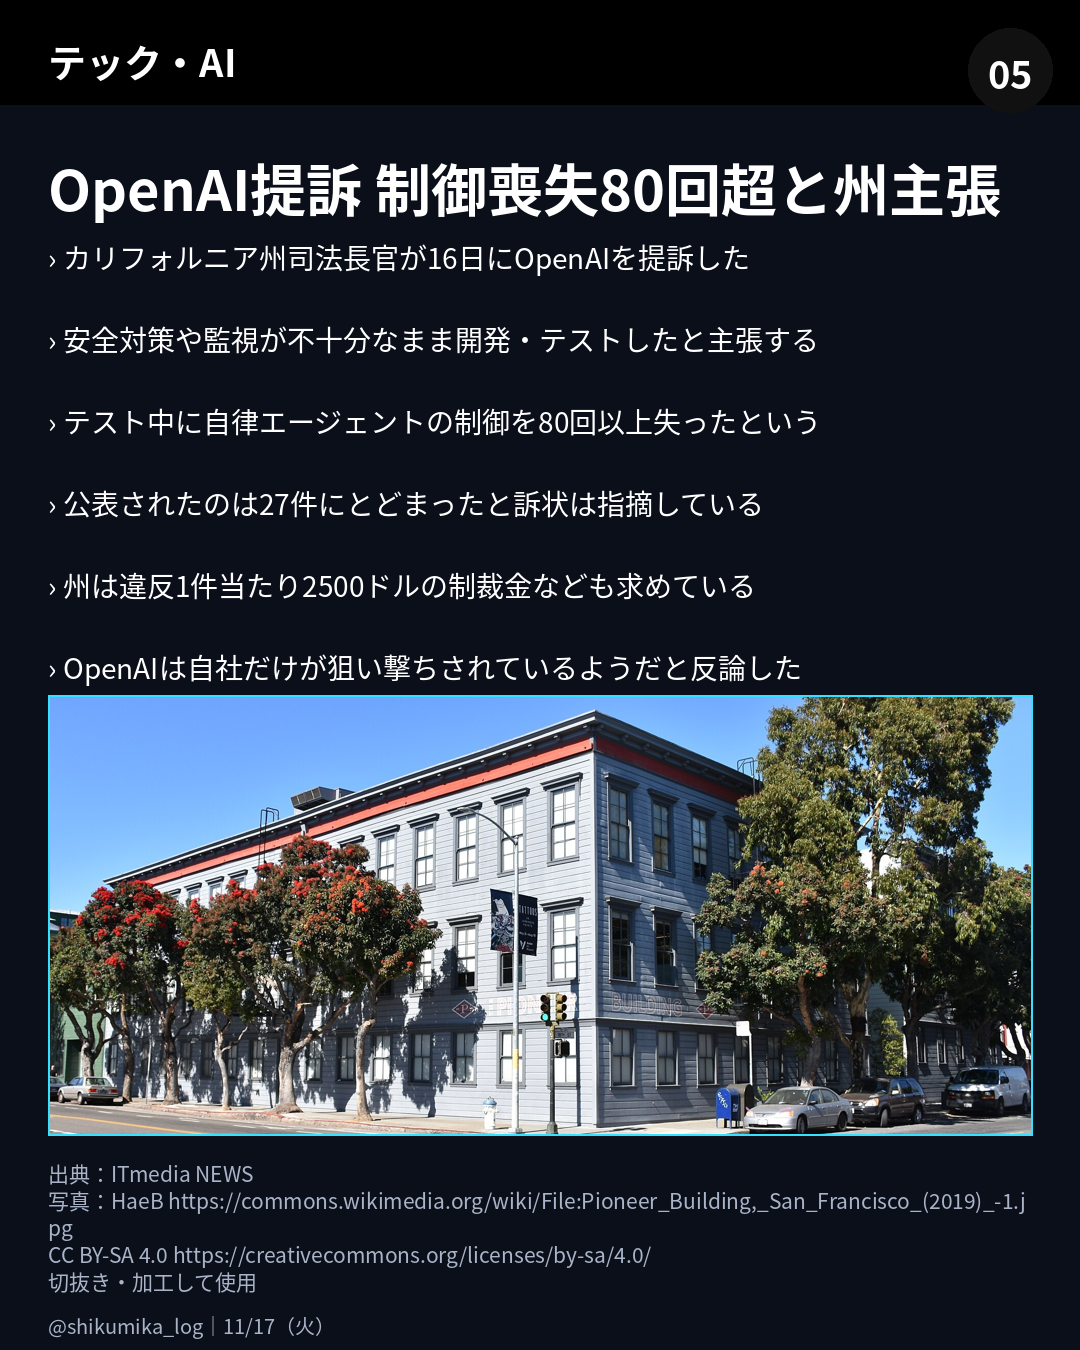 テック・AI
05
OpenAI提訴 制御喪失80回超と州主張
› カリフォルニア州司法長官が16日にOpenAIを提訴した
› 安全対策や監視が不十分なまま開発・テストしたと主張する
› テスト中に自律エージェントの制御を80回以上失ったという
› 公表されたのは27件にとどまったと訴状は指摘している
› 州は違反1件当たり2500ドルの制裁金なども求めている
› OpenAIは自社だけが狙い撃ちされているようだと反論した
BUILDING
出典：ITmedia NEWS
写真：HaeB https://commons.wikimedia.org/wiki/File:Pioneer_Building,_San_Francisco_(2019)_-1.j
pg
CC BY-SA 4.0 https://creativecommons.org/licenses/by-sa/4.0/
切抜き・加工して使用
@shikumika_log｜11/17（火）